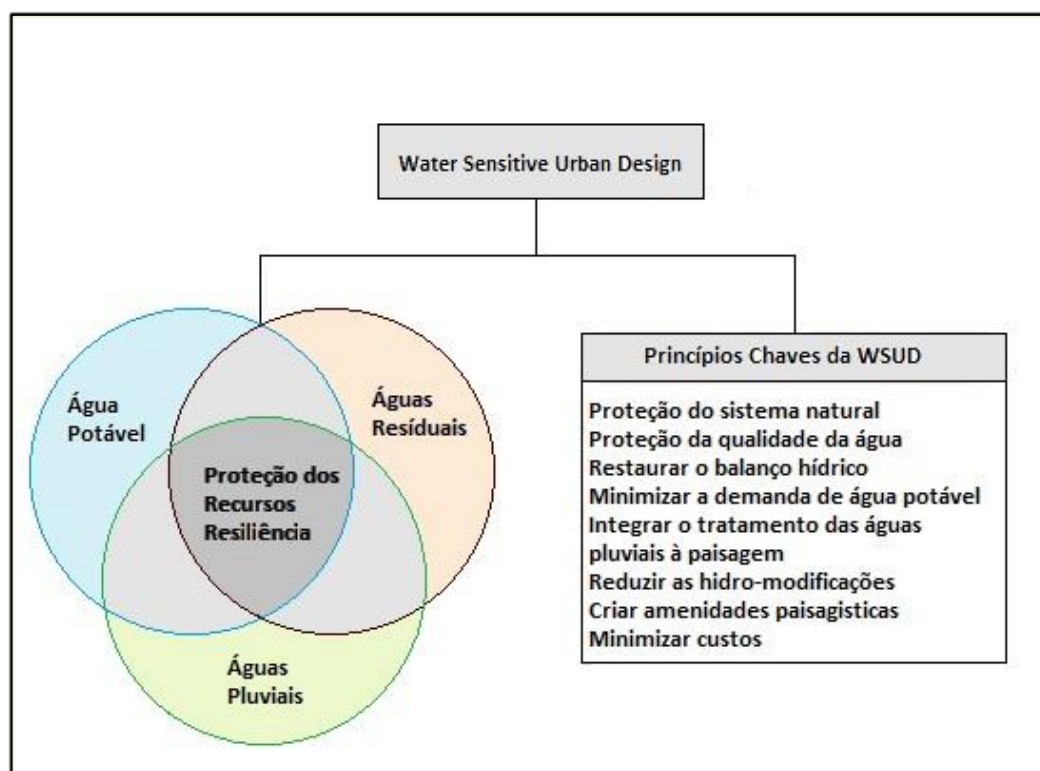 Water Sensitive Urban Design
Água
Potável
Águas
Resíduais
Proteção dos
Recursos
Resiliência
Águas
Pluviais
Princípios Chaves da WSUD
Proteção do sistema natural
Proteção da qualidade da água
Restaurar o balanço hídrico
Minimizar a demanda de água potável
Integrar o tratamento das águas
pluviais à paisagem
Reduzir as hidro-modificações
Criar amenidades paisagisticas
Minimizar custos